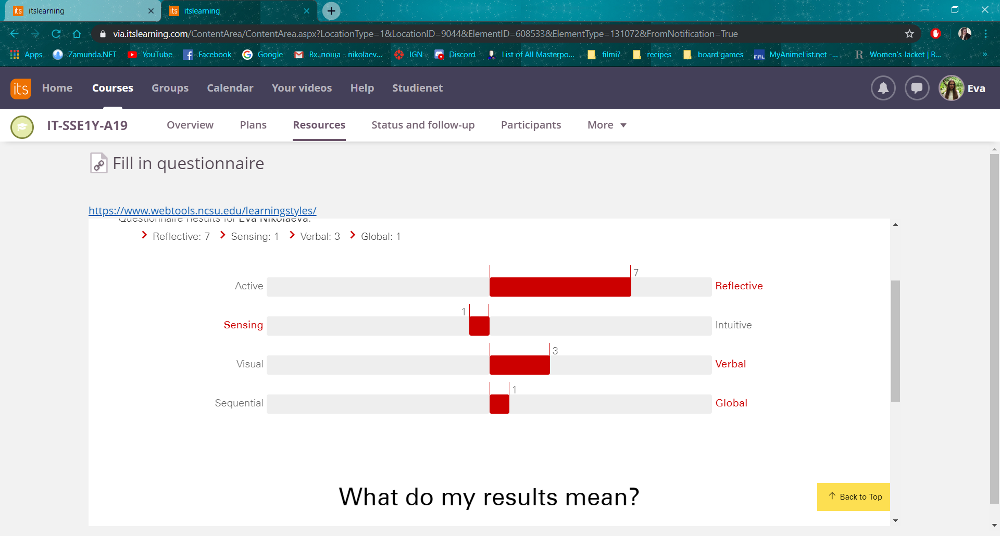 its itslearning
its itslearning
via.itslearning.com/ContentArea/ContentArea.aspx?LocationType=1&LocationID=9044&ElementID=608533&ElementType=131072&FromNotification=True
Apps Zamunda.NET YouTube Facebook Google Вх. поща - nikolaev... IGN Discord List of All Masterpo... filmi? recipes board games MAL MyAnimeList.net -... R Women's Jacket | B... »
its Home Courses Groups Calendar Your videos Help Studienet Eva
IT-SSE1Y-A19 Overview Plans Resources Status and follow-up Participants More
Fill in questionnaire
https://www.webtools.ncsu.edu/learningstyles/
Questionnaire Results for Eva Nikolaeva:
Reflective: 7 Sensing: 1 Verbal: 3 Global: 1
7
Active Reflective
1
Sensing Intuitive
3
Visual Verbal
1
Sequential Global
What do my results mean?
Back to Top